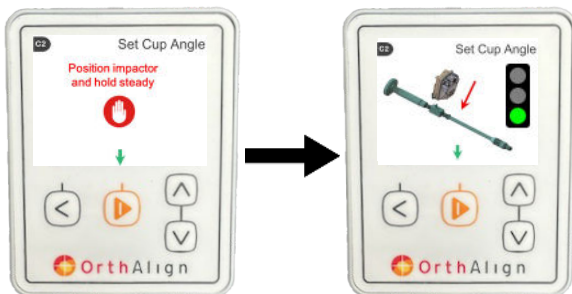 C2
Set Cup Angle
Position impactor
and hold steady
OrthAlign
C2
Set Cup Angle
OrthAlign